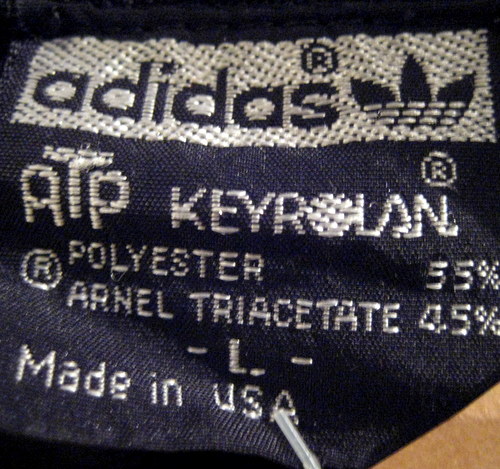 adidas®
ATP KEYROLAN®
POLYESTER 55%
® ARNEL TRIACETATE 45%
- L. -
Made in USA